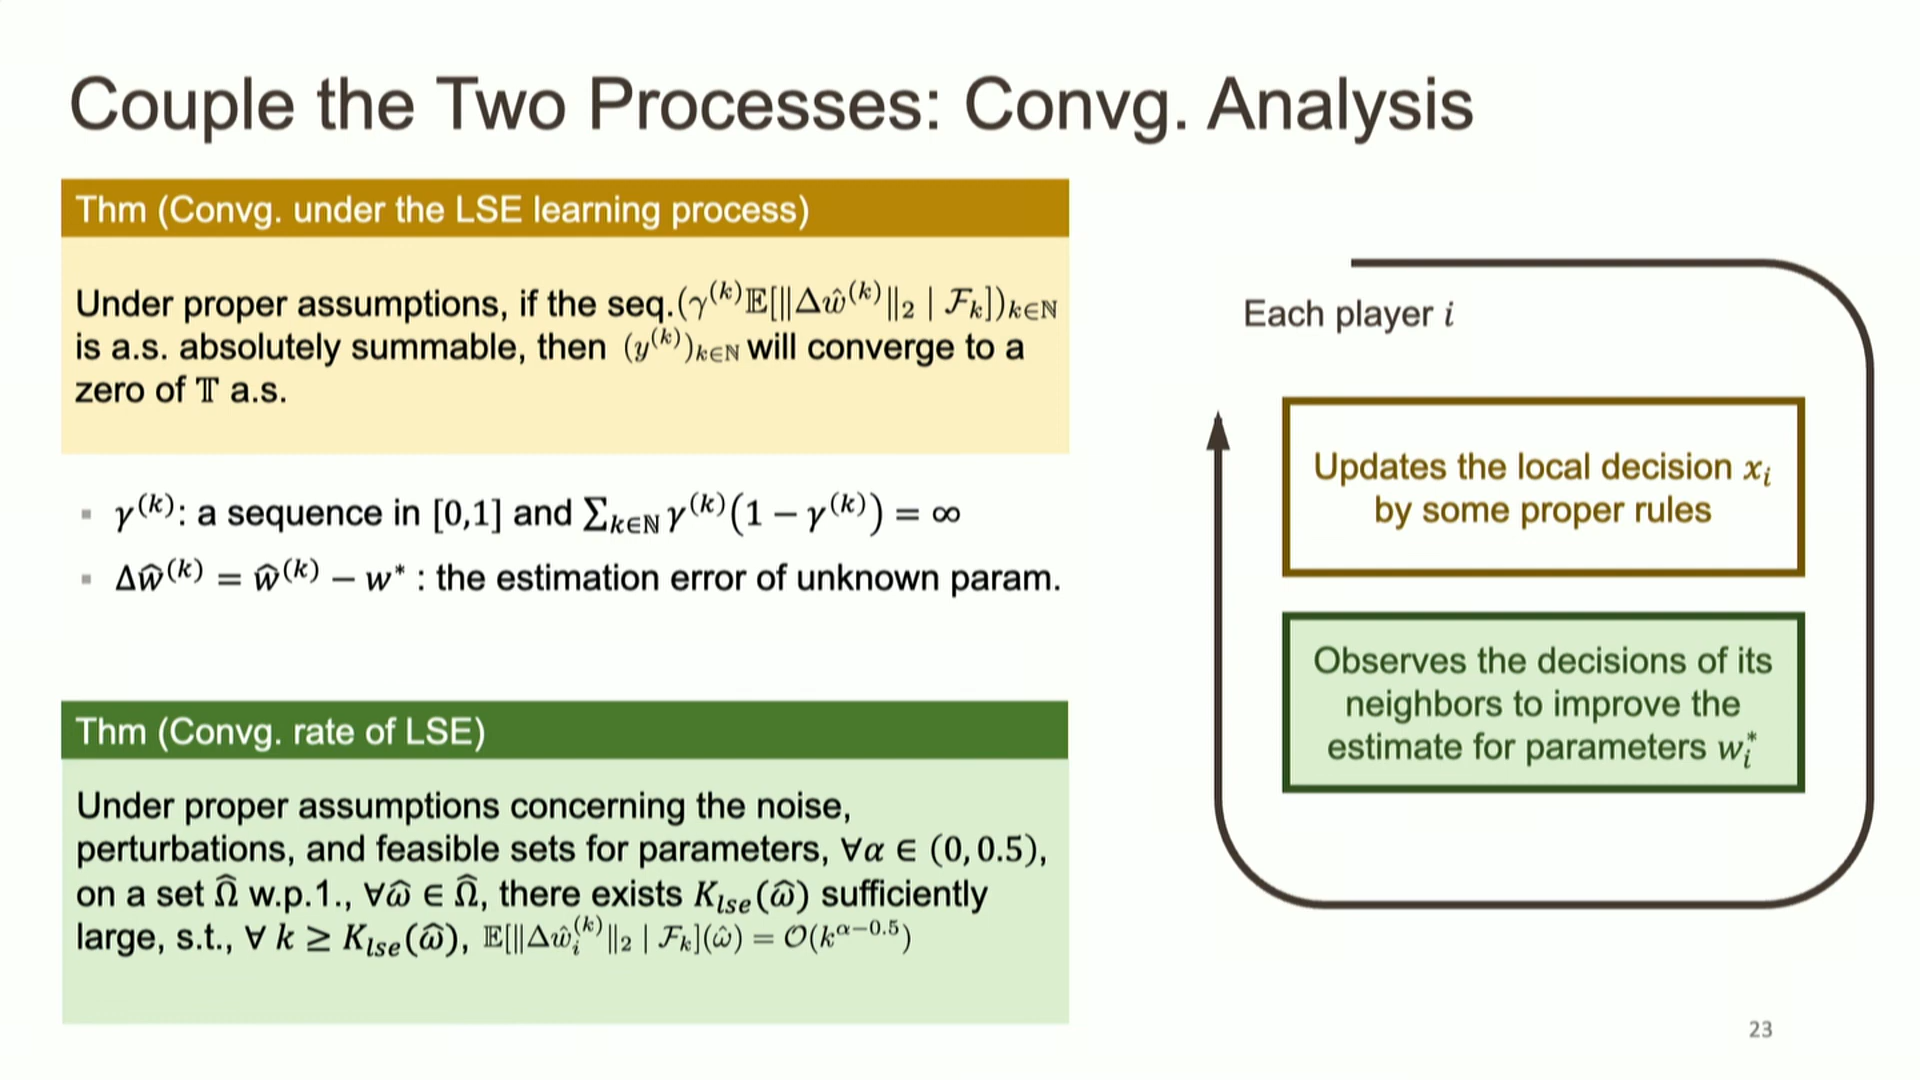 Couple the Two Processes: Convg. Analysis
Thm (Convg. under the LSE learning process)
Under proper assumptions, if the seq.(γ^(k)𝔼[‖Δŵ^(k)‖₂ | ℱ_k])_{k∈ℕ}
is a.s. absolutely summable, then (y^(k))_{k∈ℕ} will converge to a
zero of 𝕋 a.s.
▪ γ^(k): a sequence in [0,1] and Σ_{k∈ℕ} γ^(k)(1 − γ^(k)) = ∞
▪ Δŵ^(k) = ŵ^(k) − w* : the estimation error of unknown param.
Thm (Convg. rate of LSE)
Under proper assumptions concerning the noise,
perturbations, and feasible sets for parameters, ∀α ∈ (0, 0.5),
on a set Ω̂ w.p.1., ∀ω̂ ∈ Ω̂, there exists K_lse(ω̂) sufficiently
large, s.t., ∀ k ≥ K_lse(ω̂), 𝔼[‖Δŵ_i^(k)‖₂ | ℱ_k](ω̂) = 𝒪(k^{α−0.5})
Each player i
Updates the local decision x_i
by some proper rules
Observes the decisions of its
neighbors to improve the
estimate for parameters w_i^*
23